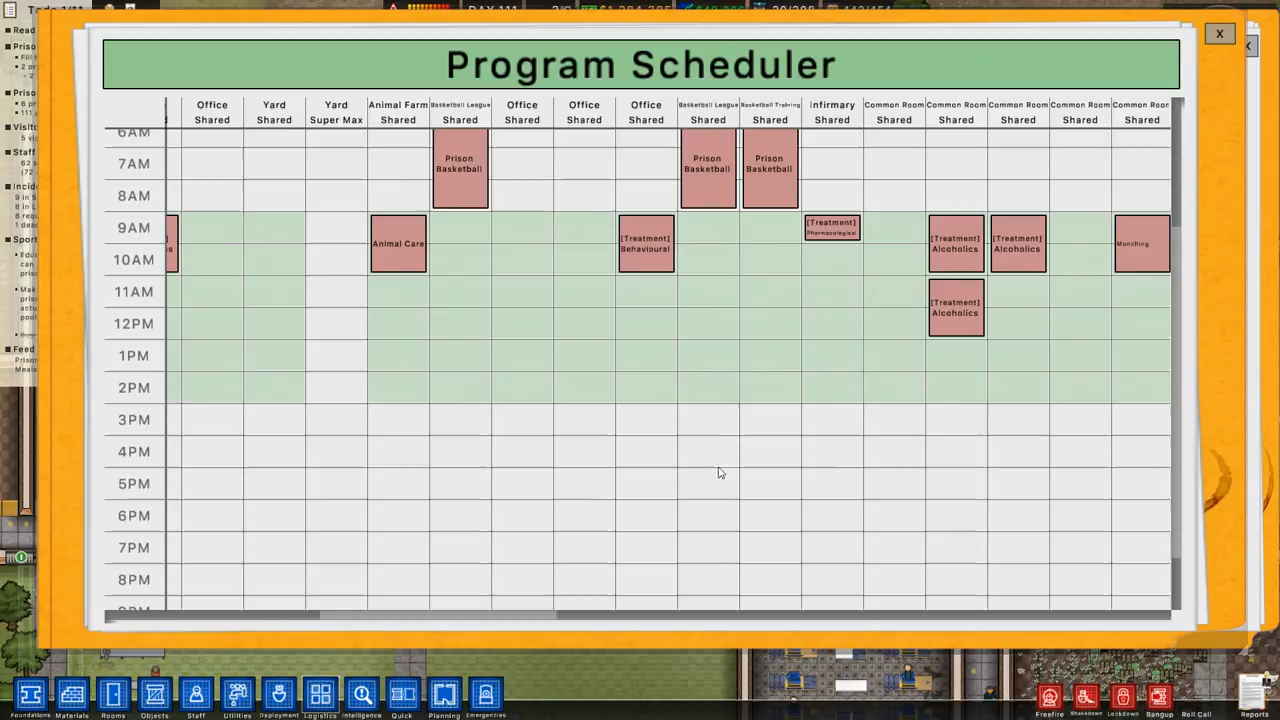 DAY 111
Program Scheduler
X
Office Yard Yard Animal Farm Basketball League Office Office Office Basketball League Basketball Training Infirmary Common Room Common Room Common Room Common Room Common Room
Shared Shared Super Max Shared Shared Shared Shared Shared Shared Shared Shared Shared Shared Shared Shared Shared
6AM
7AM
8AM
9AM
10AM
11AM
12PM
1PM
2PM
3PM
4PM
5PM
6PM
7PM
8PM
Prison
Basketball
Prison
Basketball
Prison
Basketball
Animal Care
[Treatment]
Behavioural
[Treatment]
Pharmacological
[Treatment]
Alcoholics
[Treatment]
Alcoholics
Munching
[Treatment]
Alcoholics
Read
Staff
Feed
Foundations Materials Rooms Objects Staff Utilities Deployment Logistics Intelligence Quick Planning Emergencies
Freefire Shakedown Lockdown Bangup Roll Call Reports